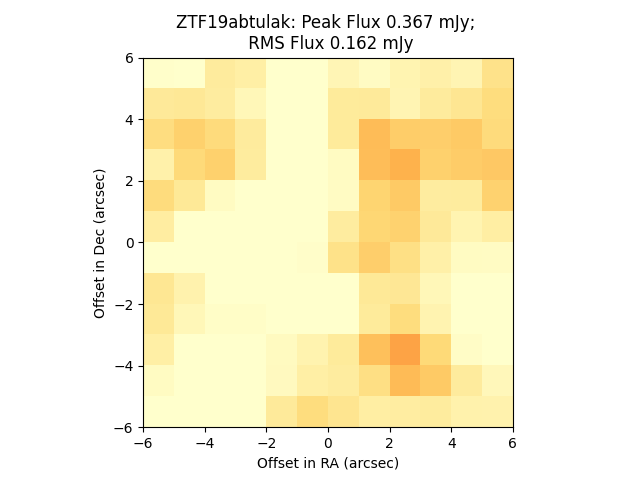 ZTF19abtulak: Peak Flux 0.367 mJy;
RMS Flux 0.162 mJy
6
4
2
0
−2
−4
−6
Offset in Dec (arcsec)
−6 −4 −2 0 2 4 6
Offset in RA (arcsec)